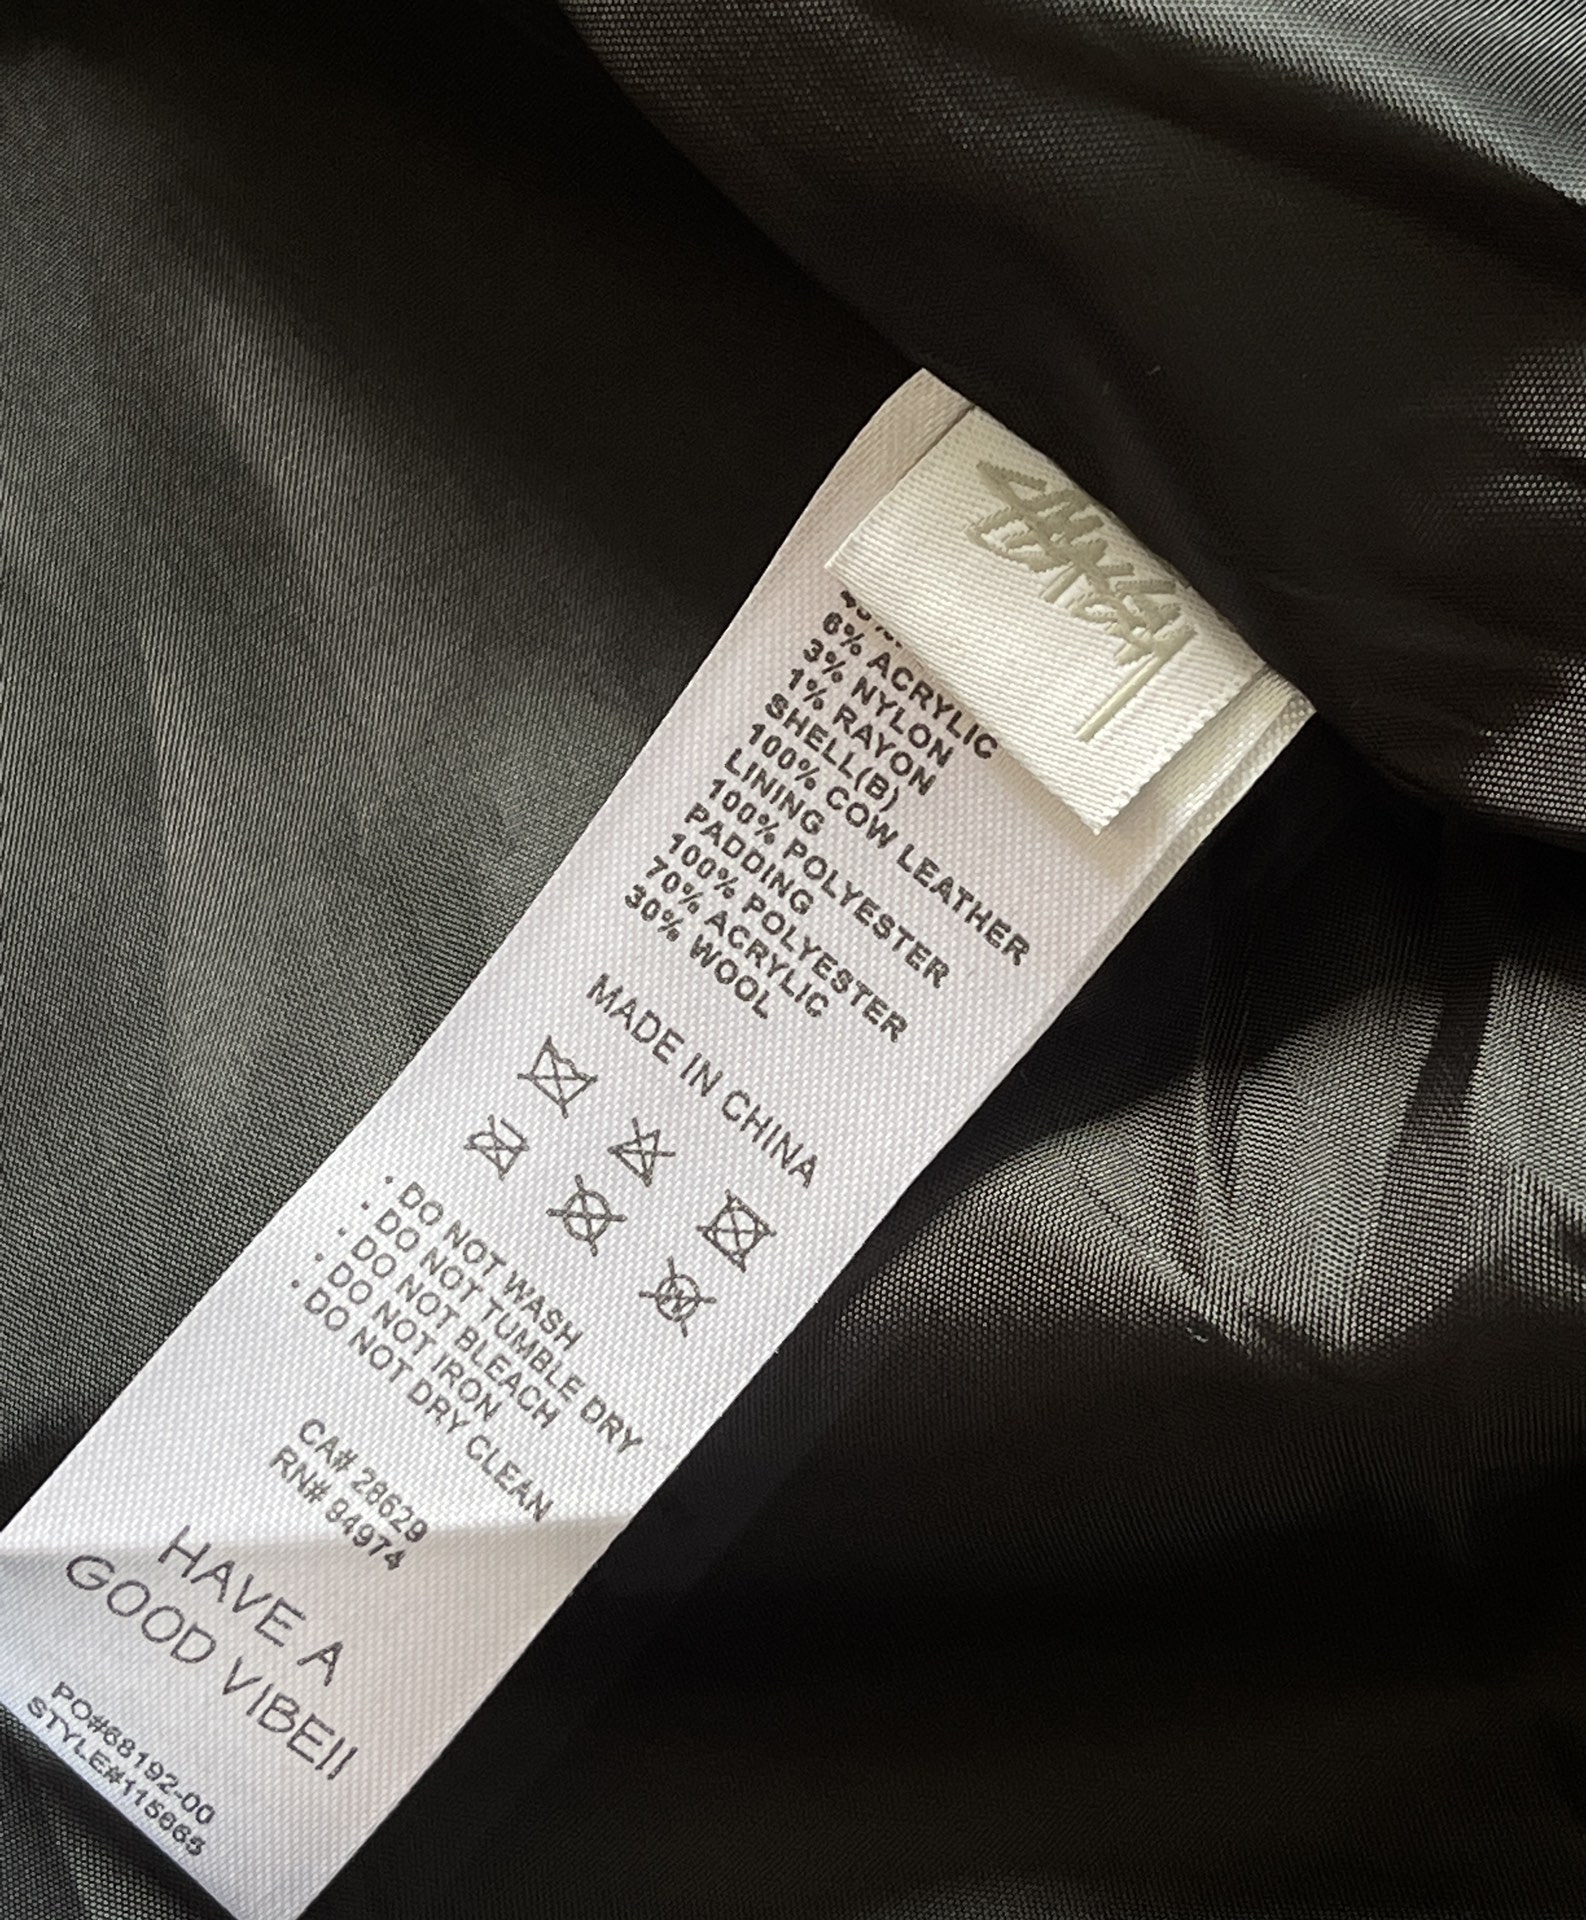 Stüssy
6% ACRYLIC
3% NYLON
1% RAYON
SHELL(B)
100% COW LEATHER
LINING
100% POLYESTER
PADDING
100% POLYESTER
70% ACRYLIC
30% WOOL
MADE IN CHINA
W
· DO NOT WASH
· DO NOT TUMBLE DRY
· DO NOT BLEACH
· DO NOT IRON
· DO NOT DRY CLEAN
CA# 28629
RN# 94974
HAVE A
GOOD VIBE!!
PO#68192-00
STYLE#115665